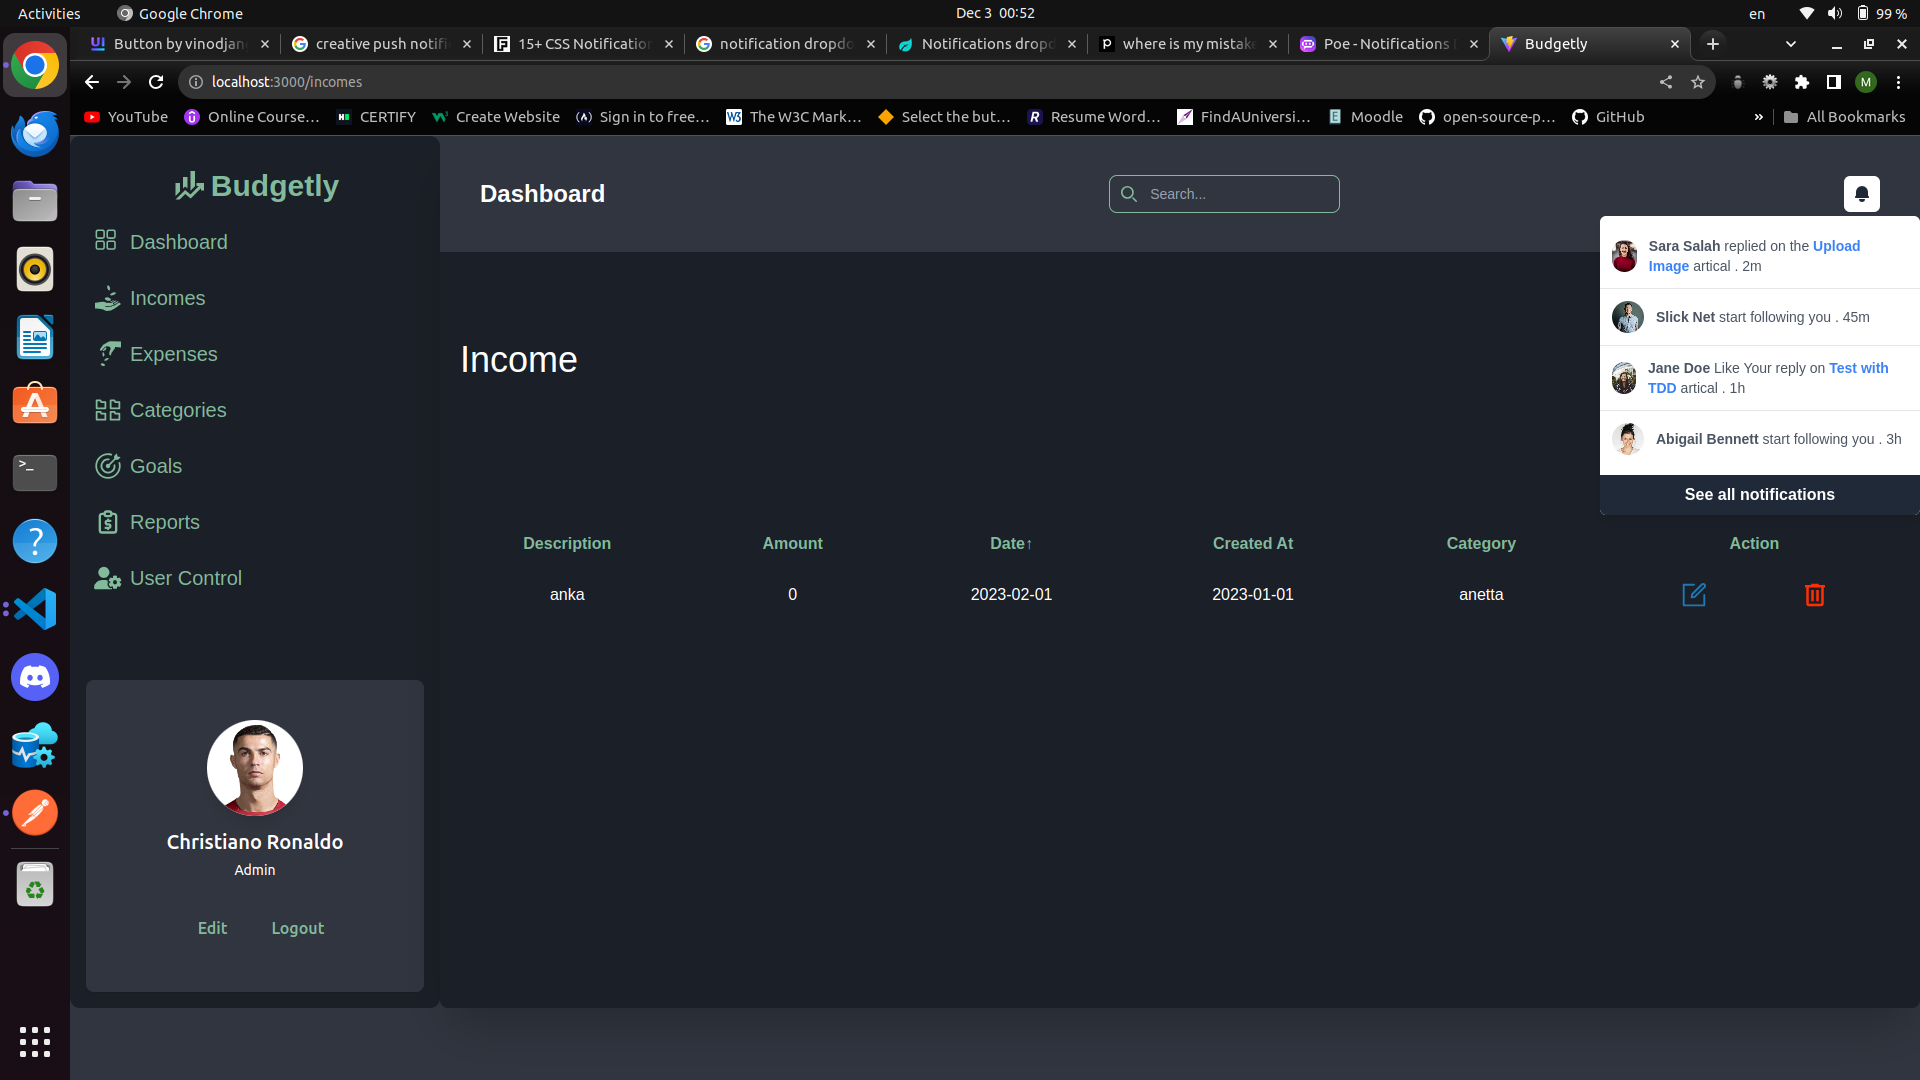 Activities Google Chrome Dec 3 00:52 en 99 %
Button by vinodjan creative push notifi 15+ CSS Notification notification dropdo Notifications dropd where is my mistake Poe - Notifications Budgetly
localhost:3000/incomes M
YouTube Online Course… CERTIFY Create Website Sign in to free… The W3C Mark… Select the but… Resume Word… FindAUniversi… Moodle open-source-p… GitHub » All Bookmarks
Budgetly
Dashboard
Incomes
Expenses
Categories
Goals
Reports
User Control
Christiano Ronaldo
Admin
Edit Logout
Dashboard Search...
Sara Salah replied on the Upload
Image artical . 2m
Slick Net start following you . 45m
Jane Doe Like Your reply on Test with
TDD artical . 1h
Abigail Bennett start following you . 3h
See all notifications
Income
Description Amount Date↑ Created At Category Action
anka 0 2023-02-01 2023-01-01 anetta